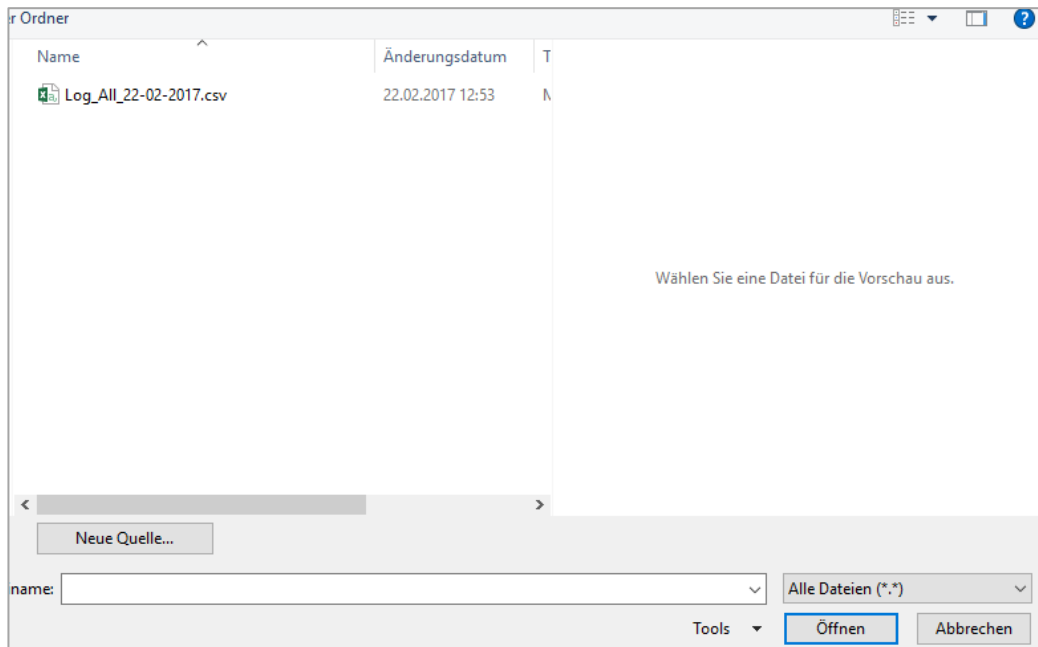 r Ordner
Name Änderungsdatum T
Log_All_22-02-2017.csv 22.02.2017 12:53
Wählen Sie eine Datei für die Vorschau aus.
Neue Quelle...
name: Alle Dateien (*.*)
Tools Öffnen Abbrechen